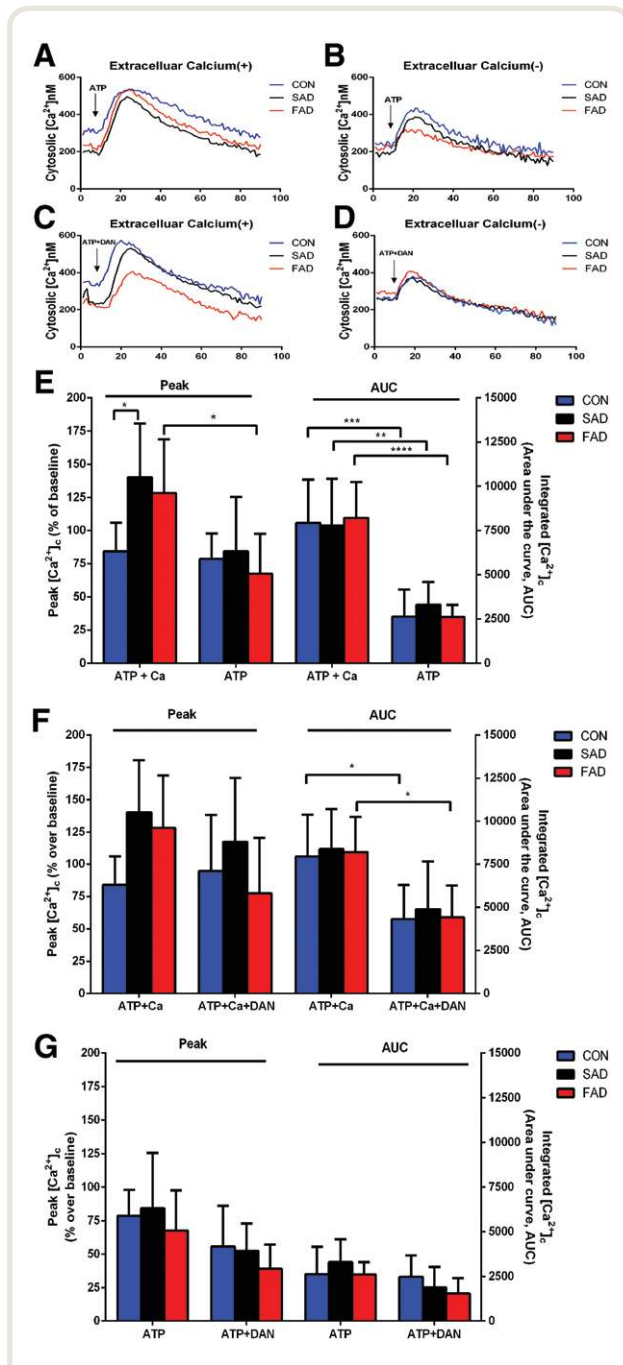 A
Extracelluar Calcium(+)
Cytosolic [Ca²⁺]nM
600
400
200
0
ATP
CON
SAD
FAD
0 20 40 60 80 100
B
Extracelluar Calcium(-)
Cytosolic [Ca²⁺]nM
600
400
200
0
ATP
CON
SAD
FAD
0 20 40 60 80 100
C
Extracelluar Calcium(+)
Cytosolic [Ca²⁺]nM
600
400
200
0
ATP+DAN
CON
SAD
FAD
0 20 40 60 80 100
D
Extracelluar Calcium(-)
Cytosolic [Ca²⁺]nM
600
400
200
0
ATP+DAN
CON
SAD
FAD
0 20 40 60 80 100
E
Peak
AUC
Peak [Ca²⁺]c (% of baseline)
200
175
150
125
100
75
50
25
0
*
*
***
**
****
15000
12500
10000
7500
5000
2500
0
Integrated [Ca²⁺]c
(Area under the curve, AUC)
CON
SAD
FAD
ATP + Ca ATP ATP + Ca ATP
F
Peak
AUC
Peak [Ca²⁺]c (% over baseline)
200
175
150
125
100
75
50
25
0
*
*
15000
12500
10000
7500
5000
2500
0
Integrated [Ca²⁺]c
(Area under the curve, AUC)
CON
SAD
FAD
ATP+Ca ATP+Ca+DAN ATP+Ca ATP+Ca+DAN
G
Peak
AUC
Peak [Ca²⁺]c
(% over baseline)
200
175
150
125
100
75
50
25
0
15000
12500
10000
7500
5000
2500
0
Integrated [Ca²⁺]c
(Area under curve, AUC)
CON
SAD
FAD
ATP ATP+DAN ATP ATP+DAN